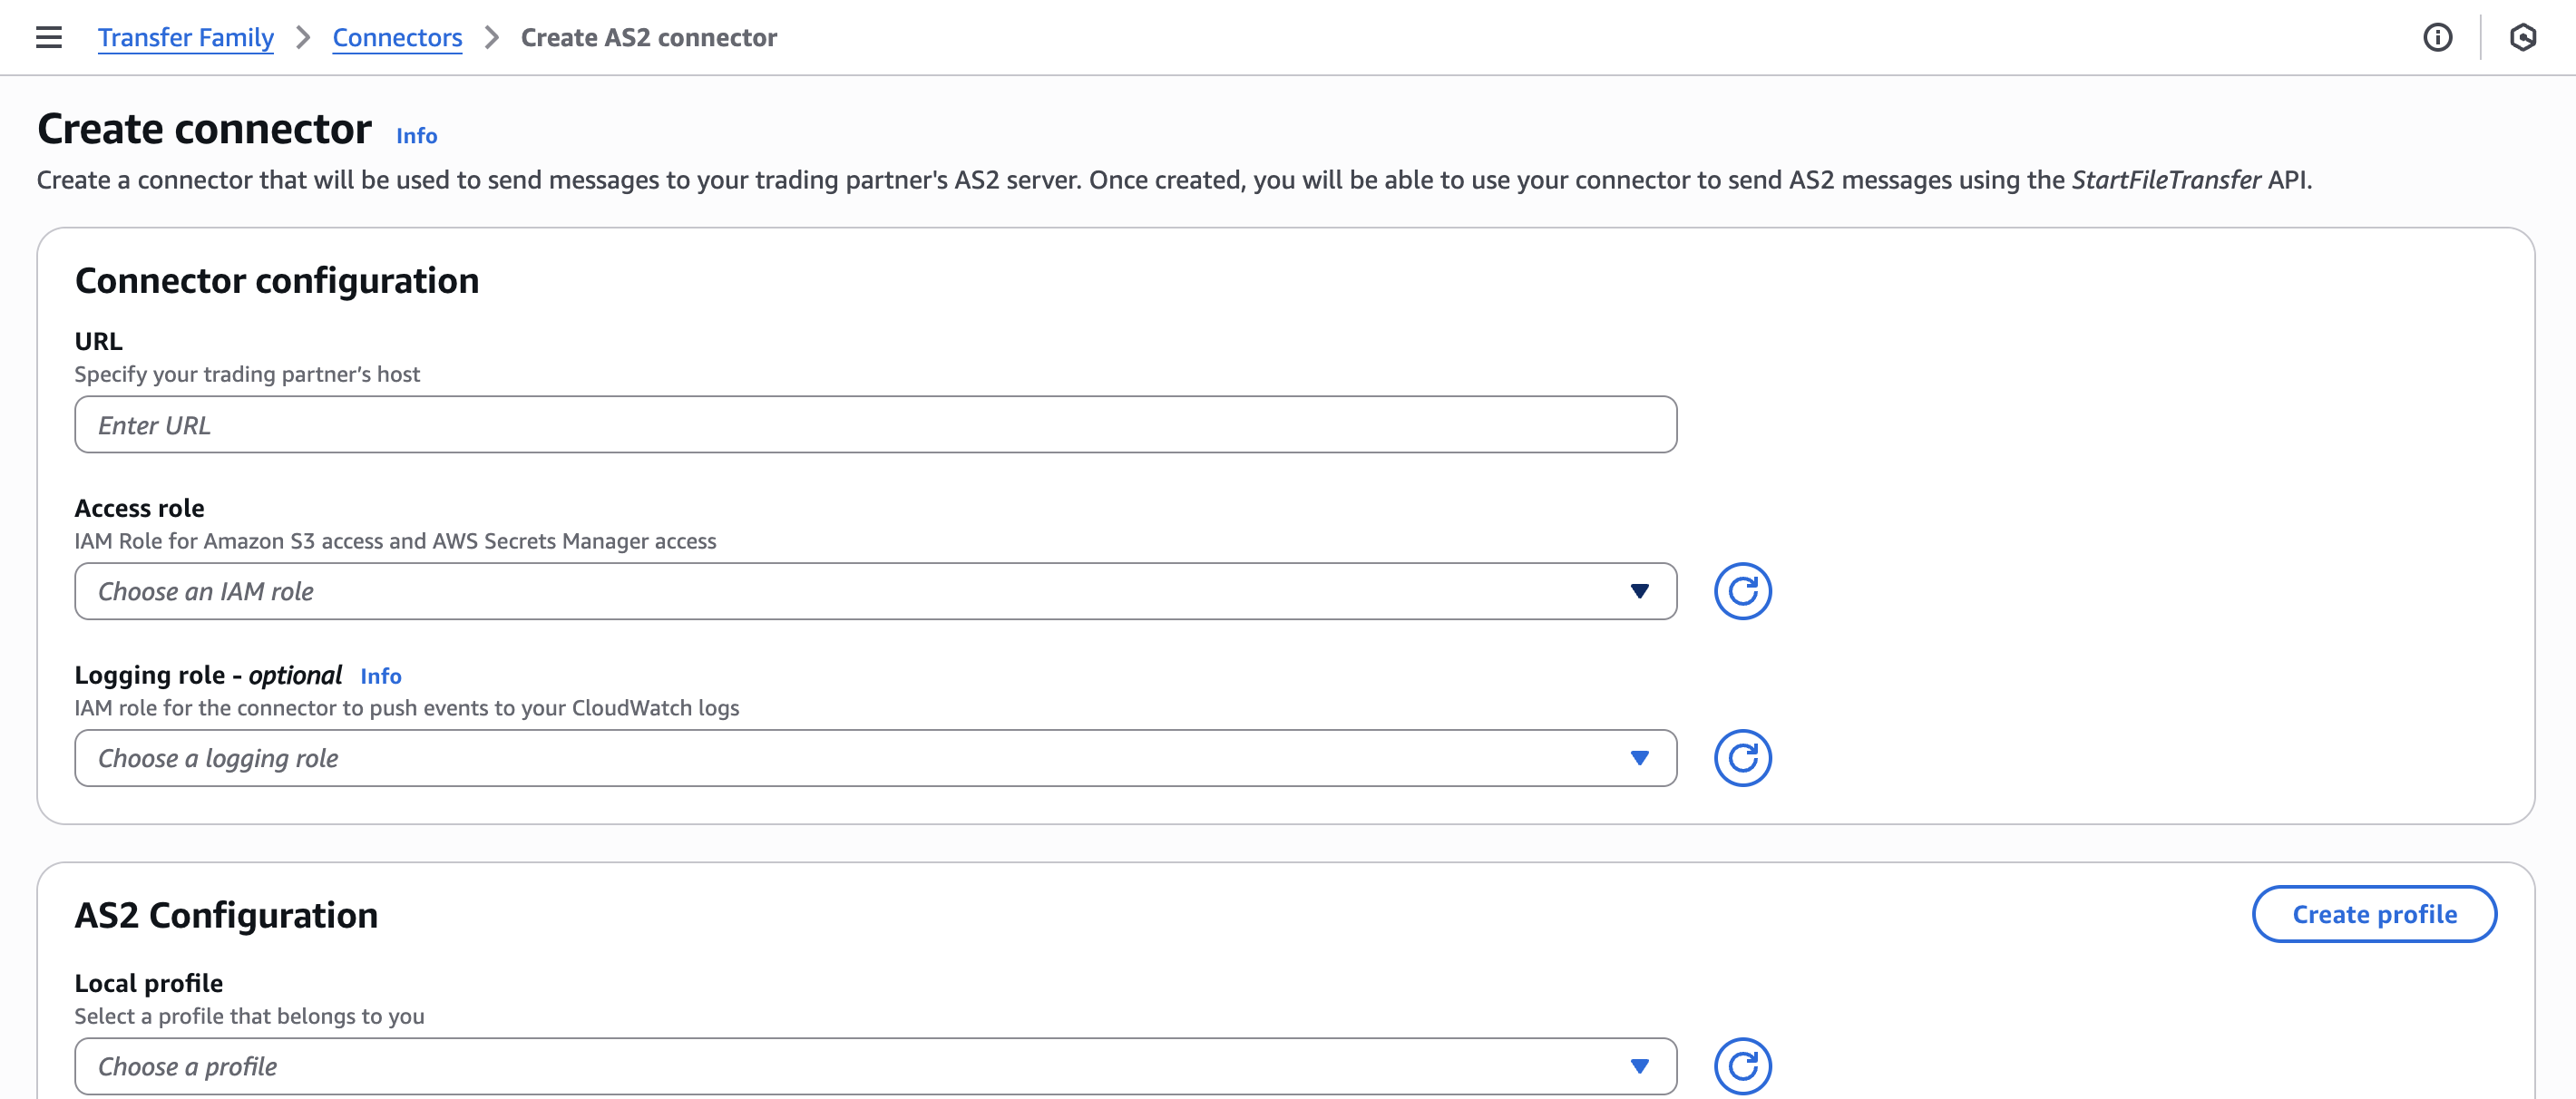 Transfer Family > Connectors > Create AS2 connector
Create connector Info
Create a connector that will be used to send messages to your trading partner's AS2 server. Once created, you will be able to use your connector to send AS2 messages using the StartFileTransfer API.
Connector configuration
URL
Specify your trading partner’s host
Enter URL
Access role
IAM Role for Amazon S3 access and AWS Secrets Manager access
Choose an IAM role
Logging role - optional Info
IAM role for the connector to push events to your CloudWatch logs
Choose a logging role
AS2 Configuration
Create profile
Local profile
Select a profile that belongs to you
Choose a profile